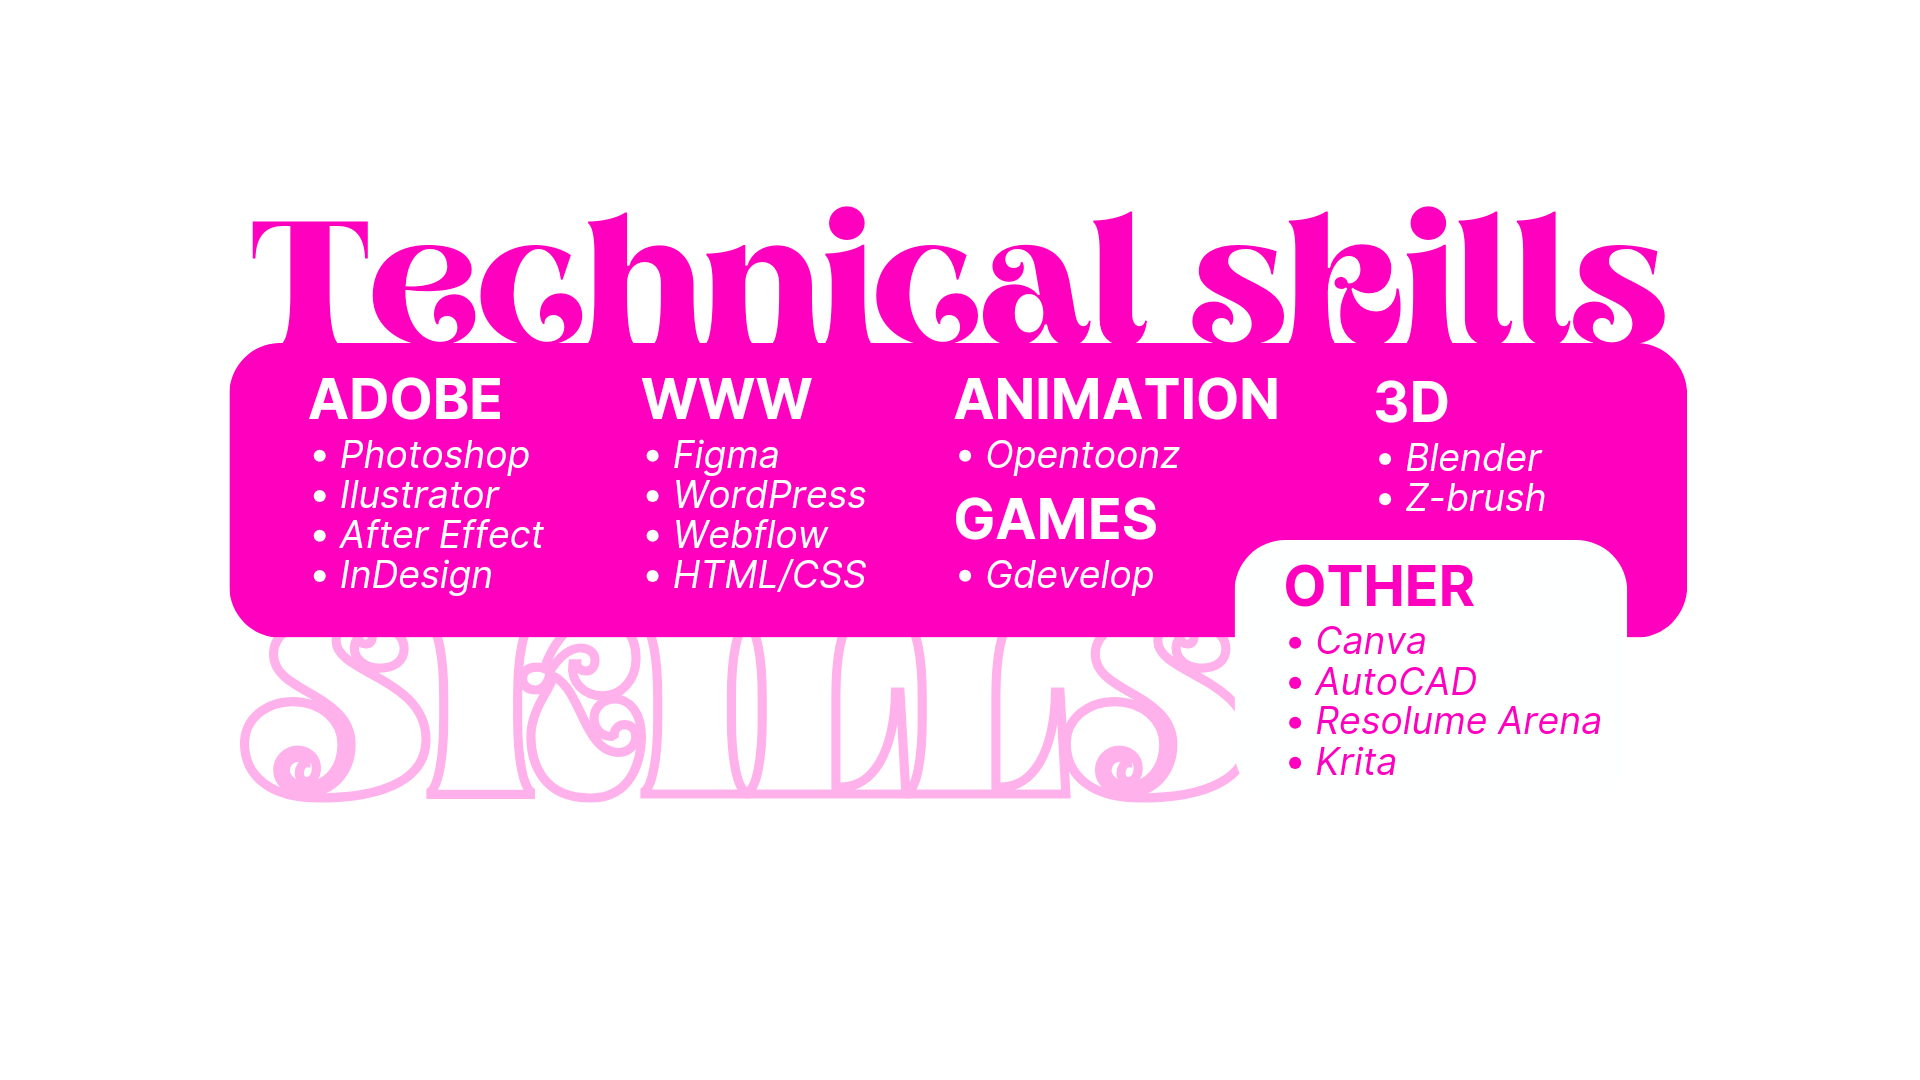 Technical skills
ADOBE
• Photoshop
• Ilustrator
• After Effect
• InDesign
WWW
• Figma
• WordPress
• Webflow
• HTML/CSS
ANIMATION
• Opentoonz
GAMES
• Gdevelop
3D
• Blender
• Z-brush
OTHER
• Canva
• AutoCAD
• Resolume Arena
• Krita
SKILLS